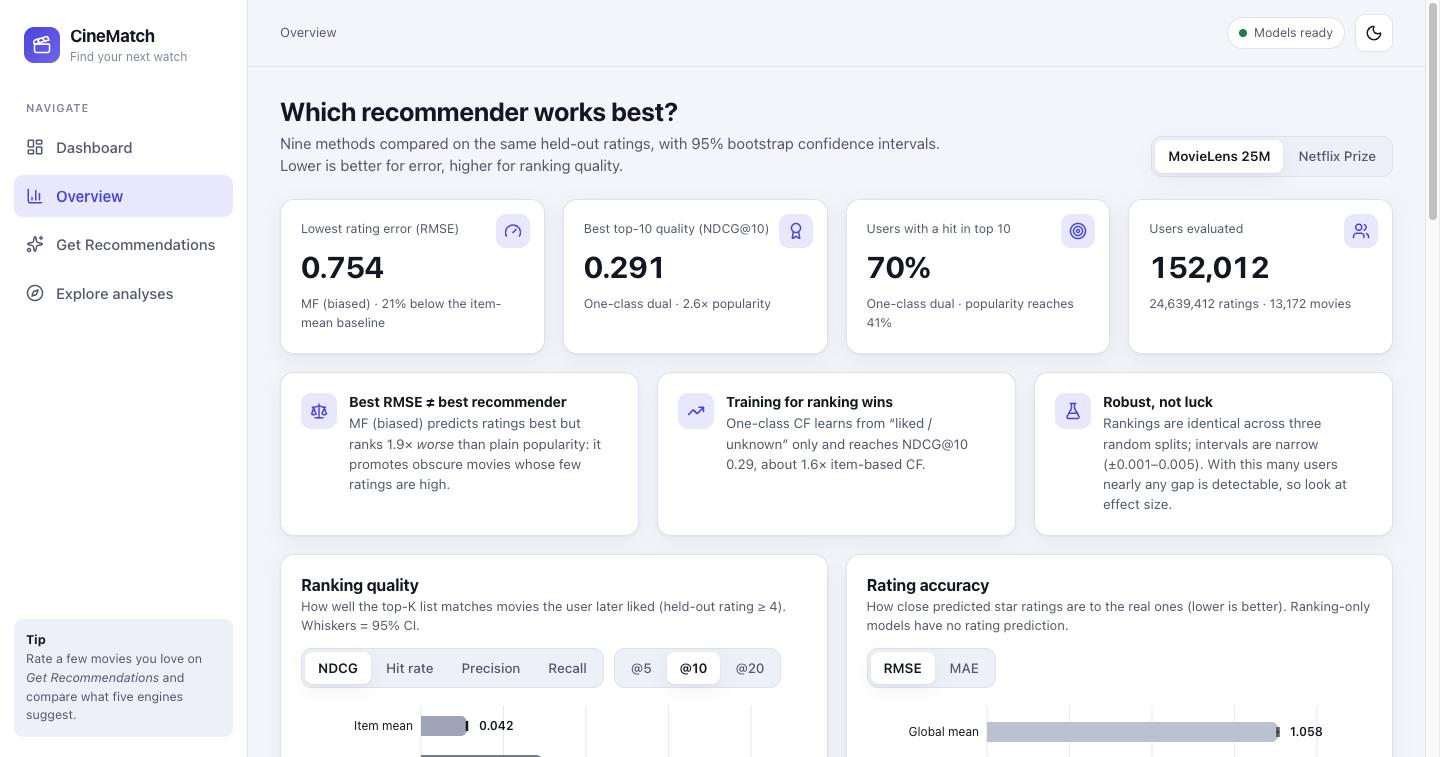 CineMatch
Find your next watch
NAVIGATE
Dashboard
Overview
Get Recommendations
Explore analyses
Tip
Rate a few movies you love on
Get Recommendations and
compare what five engines
suggest.
Overview
Models ready
Which recommender works best?
Nine methods compared on the same held-out ratings, with 95% bootstrap confidence intervals.
Lower is better for error, higher for ranking quality.
MovieLens 25M
Netflix Prize
Lowest rating error (RMSE)
0.754
MF (biased) · 21% below the item-
mean baseline
Best top-10 quality (NDCG@10)
0.291
One-class dual · 2.6× popularity
Users with a hit in top 10
70%
One-class dual · popularity reaches
41%
Users evaluated
152,012
24,639,412 ratings · 13,172 movies
Best RMSE ≠ best recommender
MF (biased) predicts ratings best but
ranks 1.9× worse than plain popularity: it
promotes obscure movies whose few
ratings are high.
Training for ranking wins
One-class CF learns from “liked /
unknown” only and reaches NDCG@10
0.29, about 1.6× item-based CF.
Robust, not luck
Rankings are identical across three
random splits; intervals are narrow
(±0.001–0.005). With this many users
nearly any gap is detectable, so look at
effect size.
Ranking quality
How well the top-K list matches movies the user later liked (held-out rating ≥ 4).
Whiskers = 95% CI.
NDCG
Hit rate
Precision
Recall
@5
@10
@20
Item mean
0.042
Rating accuracy
How close predicted star ratings are to the real ones (lower is better). Ranking-only
models have no rating prediction.
RMSE
MAE
Global mean
1.058